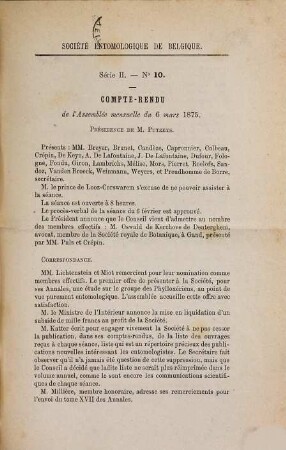 SOCIÉTÉ ENTOMOLOGIQUE DE BELGIQUE.
Série II. — N° 10.
COMPTE-RENDU
de l'Assemblée mensuelle du 6 mars 1875.
PRÉSIDENCE DE M. PUTZEYS.
Présents : MM. Breyer, Brunet, Candèze, Capronnier, Colbeau,
Crépin, De Keyn, A. De Lafontaine, J. De Lafontaine, Dufour, Fologne, Fondu, Giron, Lambrichs, Mélise, Mors, Pierret, Roelofs, Sandoz, Vanden Broeck, Weinmann, Weyers, et Preudhomme de Borre,
secrétaire.
M. le prince de Looz-Corswarem s'excuse de ne pouvoir assister à
la séance.
La séance est ouverte à 8 heures.
Le procès-verbal de la séance du 6 février est approuvé.
Le Président annonce que le Conseil vient d'admettre au nombre
des membres effectifs : M. Oswald de Kerchove de Denterghem,
avocat, membre de la Société royale de Botanique, à Gand, présenté
par MM. Puls et Crépin.
CORRESPONDANCE.
MM. Lichtenstein et Miot remercient pour leur nomination comme
membres effectifs. Le premier offre de présenter à la Société, pour
ses Annales, une étude sur le groupe des Phylloxériens, au point de
vue purement entomologique. L'assemblée accueille cette offre avec
satisfaction.
M. le Ministre de l'Intérieur annonce la mise en liquidation d'un
subside de mille francs au profit de la Société.
M. Katter écrit pour engager vivement la Société à ne pas cesser
la publication, dans ses comptes-rendus, de la liste des ouvrages
reçus à chaque séance, liste qui est un répertoire précieux des publications nouvelles intéressant les entomologistes. Le Secrétaire fait
observer qu'il n'a jamais été question de cette suppression, mais que
le Conseil a décidé que ladite liste ne serait plus réimprimée dans le
volume annuel, comme le sont encore les communications scientifiques de chaque séance.
M. Millière, membre honoraire, adresse ses remerciements pour
l'envoi du tome XVII des Annales.